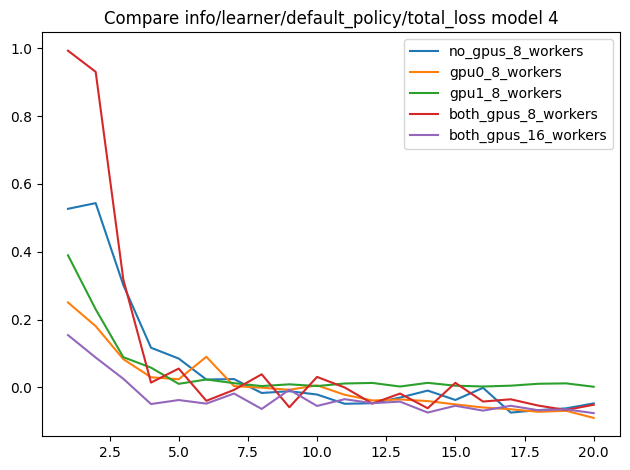 Compare info/learner/default_policy/total_loss model 4
1.0
0.8
0.6
0.4
0.2
0.0
no_gpus_8_workers
gpu0_8_workers
gpu1_8_workers
both_gpus_8_workers
both_gpus_16_workers
2.5 5.0 7.5 10.0 12.5 15.0 17.5 20.0